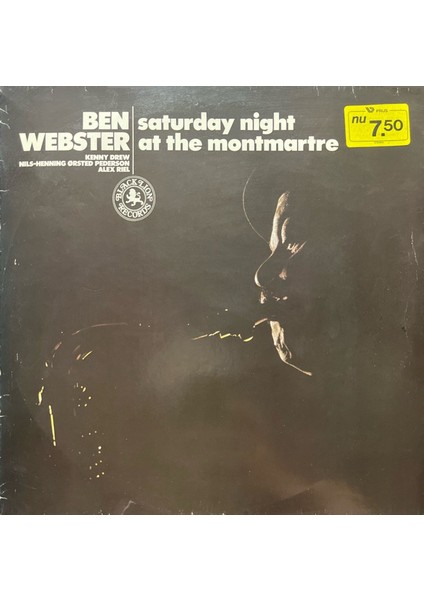 BEN
WEBSTER
KENNY DREW
NILS-HENNING ØRSTED PEDERSON
ALEX RIEL
saturday night
at the montmartre
BLACK LION
RECORDS
nu 7.50